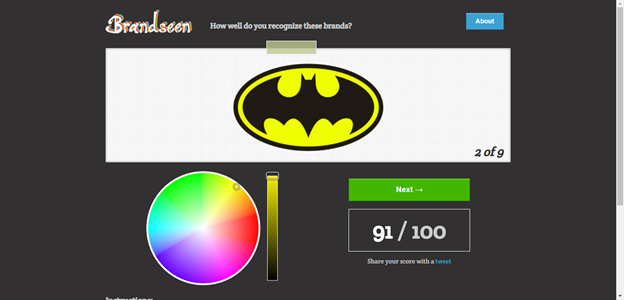 Brandseen
How well do you recognize these brands?
About
2 of 9
Next →
91 / 100
Share your score with a tweet